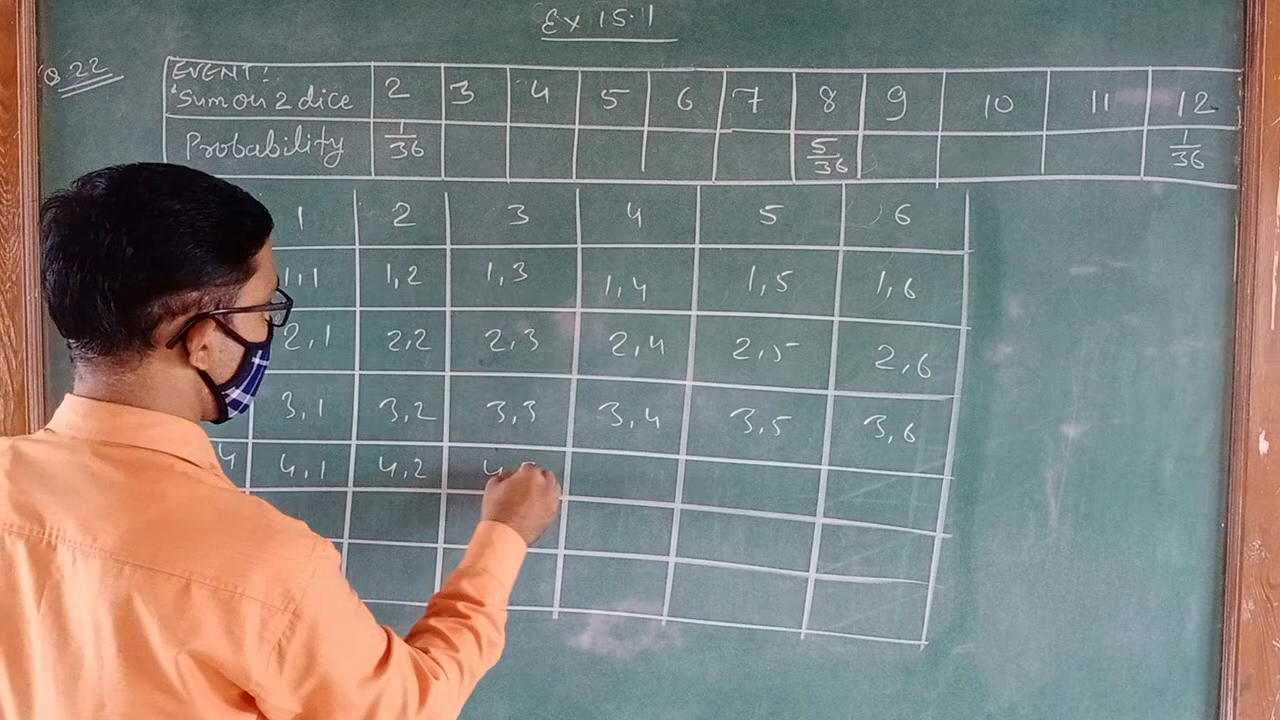 Ex 15.1
Q.22
EVENT:
'Sum on 2 dice 2 3 4 5 6 7 8 9 10 11 12
Probability 1/36 5/36 1/36
1 2 3 4 5 6
1,1 1,2 1,3 1,4 1,5 1,6
2,1 2,2 2,3 2,4 2,5 2,6
3,1 3,2 3,3 3,4 3,5 3,6
4 4,1 4,2 4,